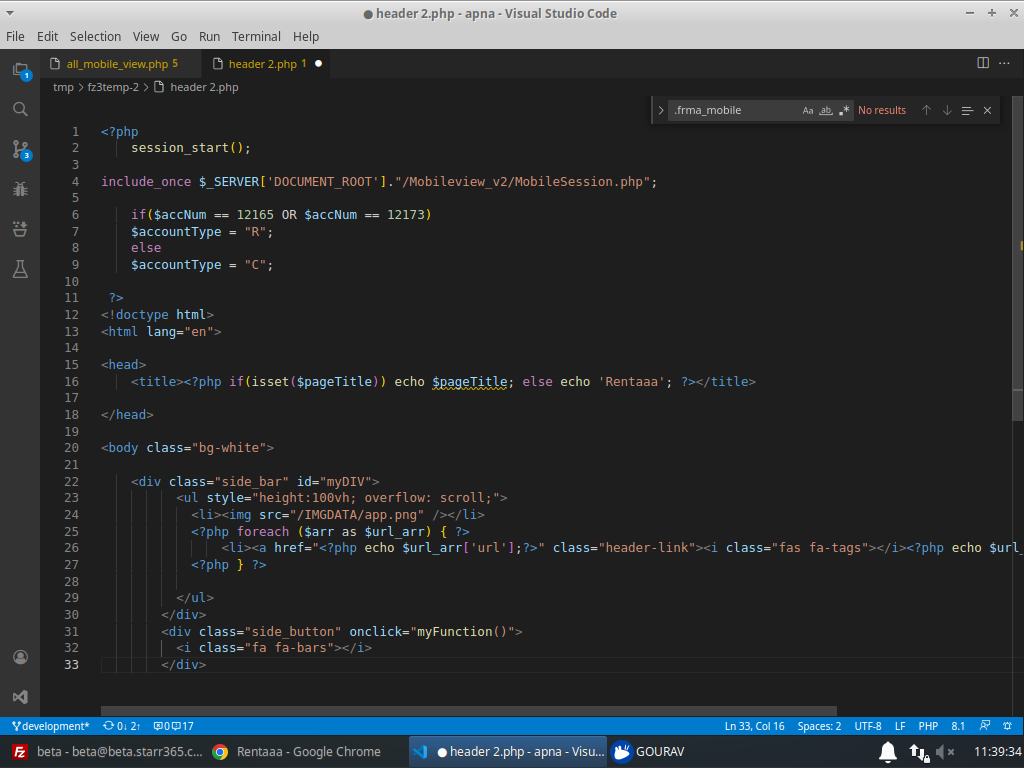 header 2.php - apna - Visual Studio Code
File Edit Selection View Go Run Terminal Help
all_mobile_view.php 5 header 2.php 1
tmp > fz3temp-2 > header 2.php
.frma_mobile Aa ab. .* No results
1 <?php
2 session_start();
3
4 include_once $_SERVER['DOCUMENT_ROOT']."/Mobileview_v2/MobileSession.php";
5
6 if($accNum == 12165 OR $accNum == 12173)
7 $accountType = "R";
8 else
9 $accountType = "C";
10
11 ?>
12 <!doctype html>
13 <html lang="en">
14
15 <head>
16 <title><?php if(isset($pageTitle)) echo $pageTitle; else echo 'Rentaaa'; ?></title>
17
18 </head>
19
20 <body class="bg-white">
21
22 <div class="side_bar" id="myDIV">
23 <ul style="height:100vh; overflow: scroll;">
24 <li><img src="/IMGDATA/app.png" /></li>
25 <?php foreach ($arr as $url_arr) { ?>
26 <li><a href="<?php echo $url_arr['url'];?>" class="header-link"><i class="fas fa-tags"></i><?php echo $url_
27 <?php } ?>
28
29 </ul>
30 </div>
31 <div class="side_button" onclick="myFunction()">
32 <i class="fa fa-bars"></i>
33 </div>
1
3
development* 0↓ 2↑ 0 17 Ln 33, Col 16 Spaces: 2 UTF-8 LF PHP 8.1
beta - beta@beta.starr365.c... Rentaaa - Google Chrome header 2.php - apna - Visu... GOURAV 11:39:34